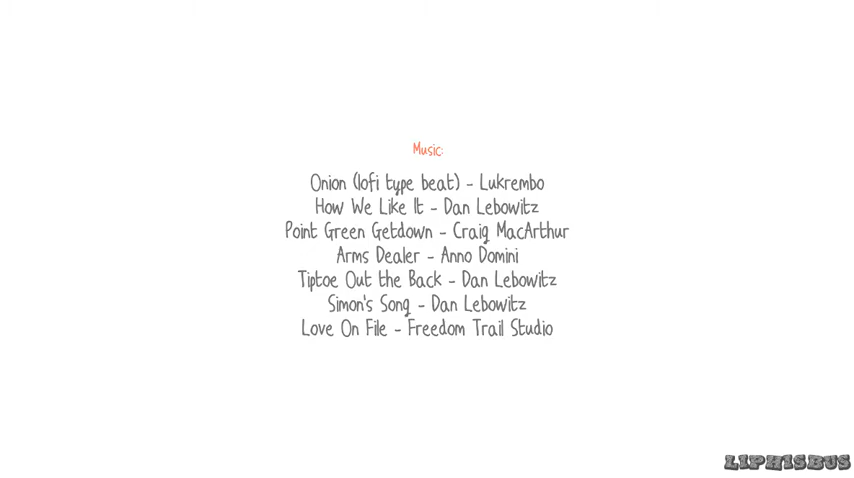 Music:
Onion (lofi type beat) - Lukrembo
How We Like It - Dan Lebowitz
Point Green Getdown - Craig MacArthur
Arms Dealer - Anno Domini
Tiptoe Out the Back - Dan Lebowitz
Simon's Song - Dan Lebowitz
Love On File - Freedom Trail Studio
LIPHISBUS